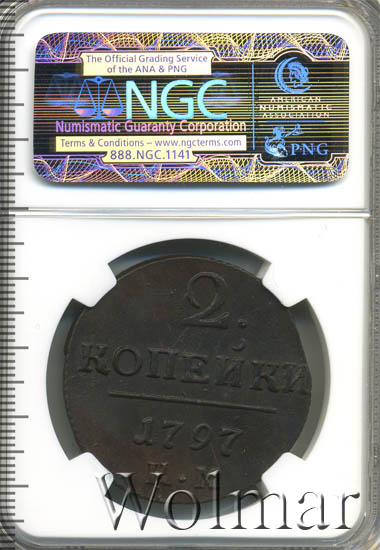 The Official Grading Service
of the ANA & PNG
NGC
Numismatic Guaranty Corporation
Terms & Conditions – www.ngcterms.com
888.NGC.1141
AMERICAN
NUMISMATIC
ASSOCIATION
PNG
2.
КОПЕЙКИ
1797
Wolmar